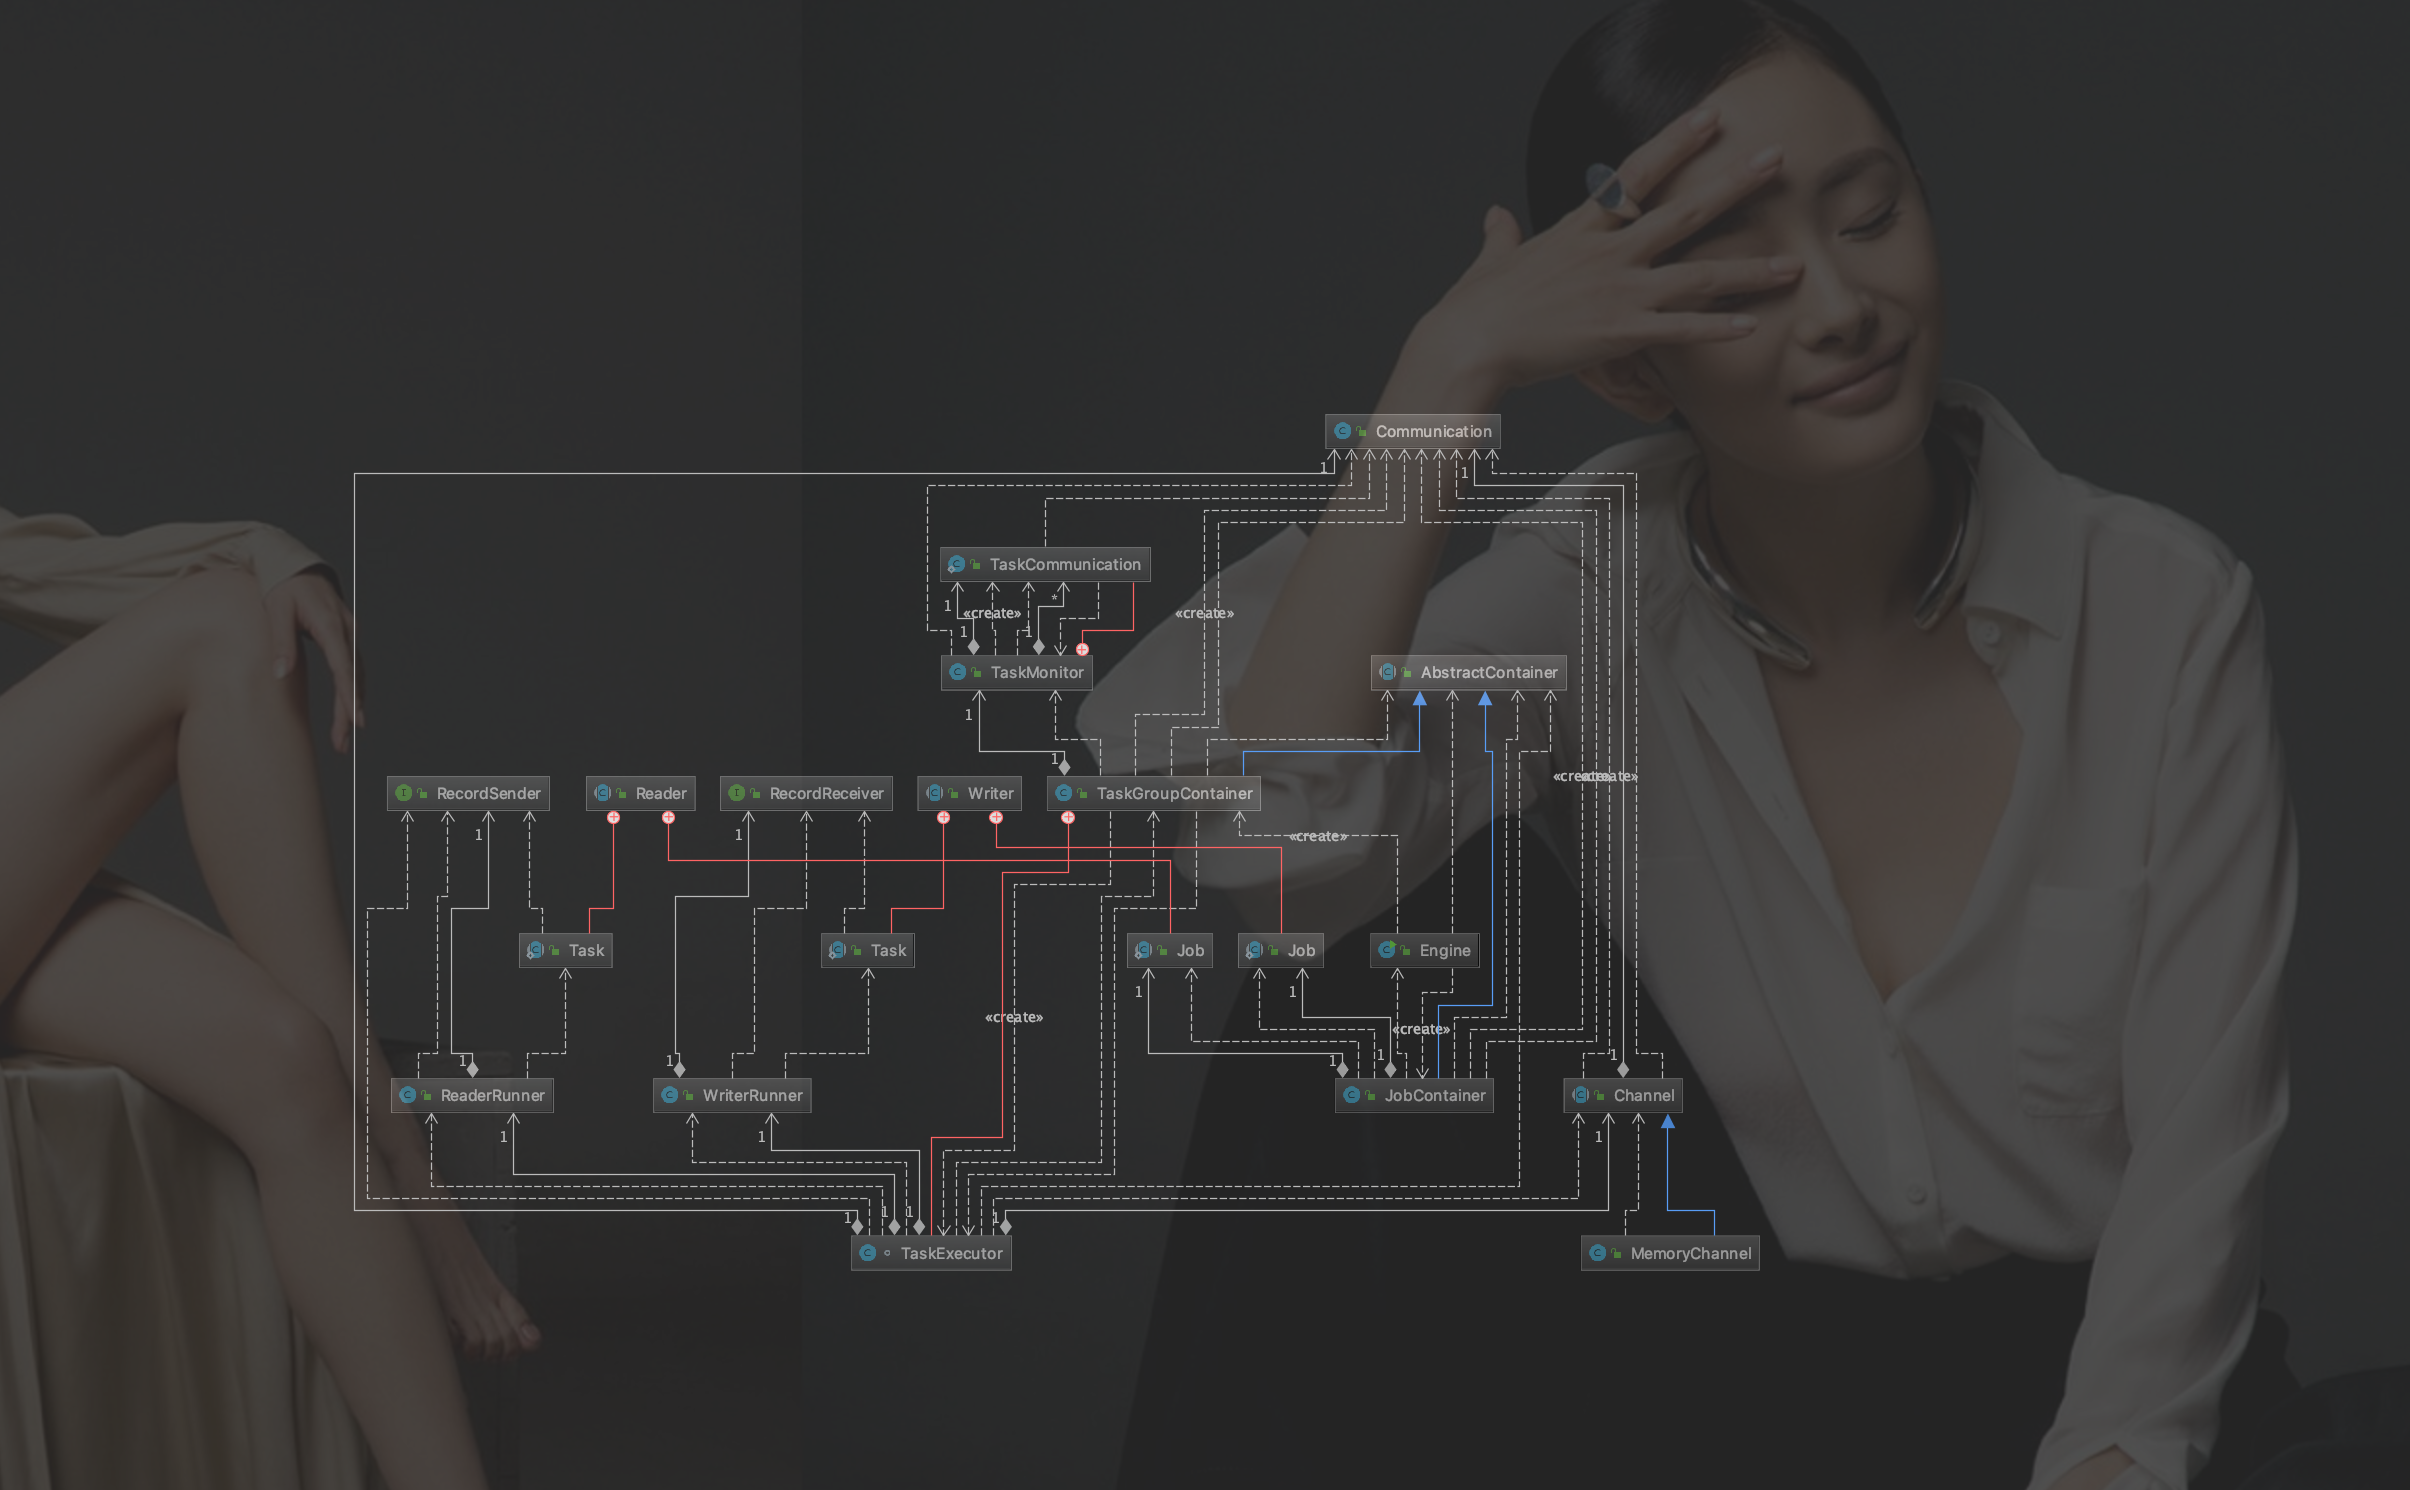 Communication
1
1
TaskCommunication
1
«create»
*
«create»
1
1
TaskMonitor
AbstractContainer
1
1
«create»
«create»
RecordSender
Reader
RecordReceiver
Writer
TaskGroupContainer
1
1
«create»
Task
Task
Job
Job
Engine
1
1
«create»
«create»
1
1
1
1
1
ReaderRunner
WriterRunner
JobContainer
Channel
1
1
1
1
1
1
1
TaskExecutor
MemoryChannel